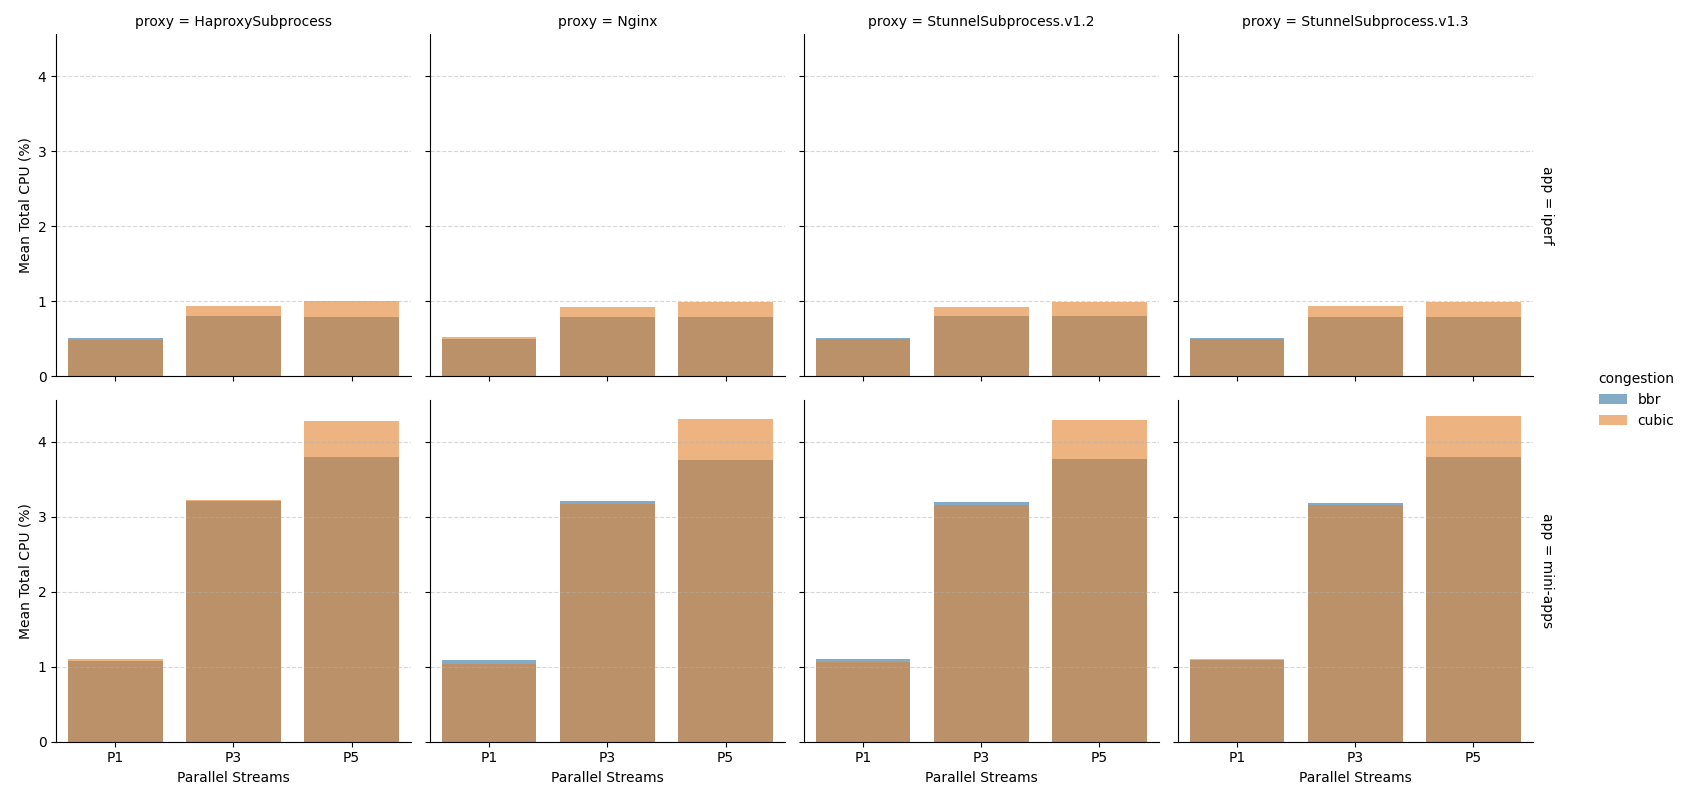 proxy = HaproxySubprocess
proxy = Nginx
proxy = StunnelSubprocess.v1.2
proxy = StunnelSubprocess.v1.3
4
3
2
1
0
Mean Total CPU (%)
app = iperf
congestion
bbr
cubic
4
3
2
1
0
Mean Total CPU (%)
app = mini-apps
P1 P3 P5
P1 P3 P5
P1 P3 P5
P1 P3 P5
Parallel Streams
Parallel Streams
Parallel Streams
Parallel Streams